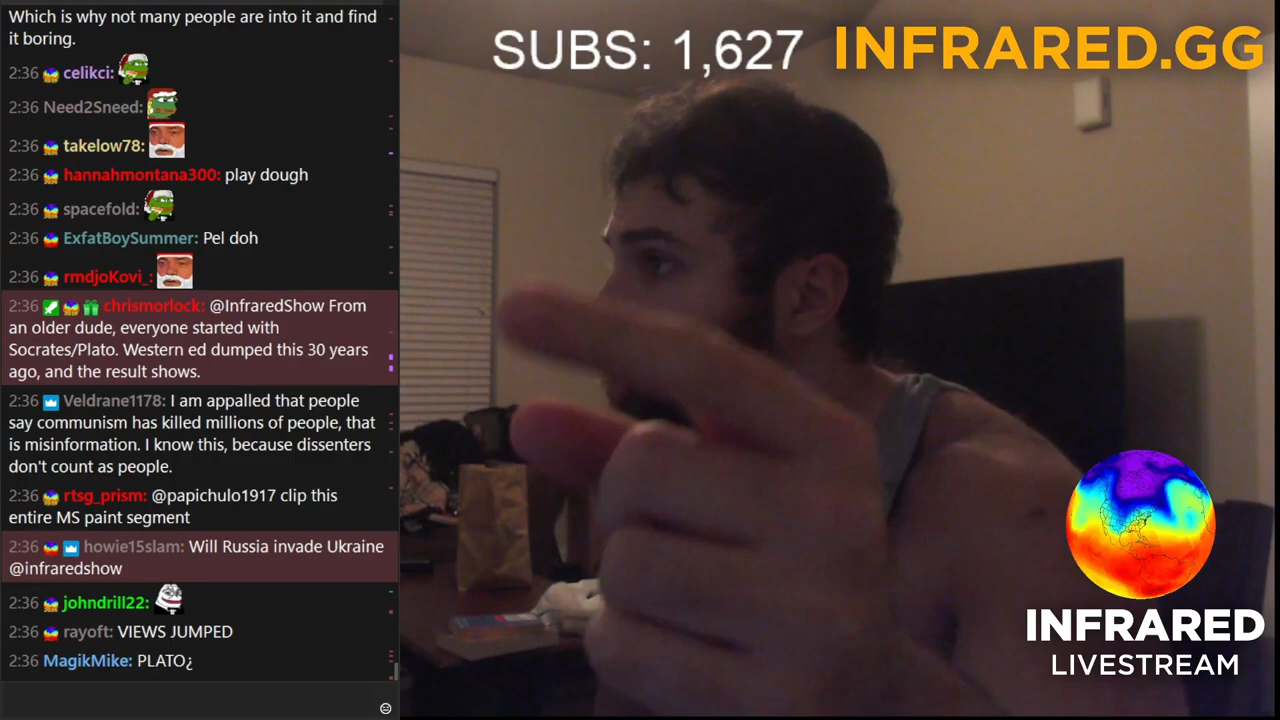 Which is why not many people are into it and find
it boring.
2:36 celikci:
2:36 Need2Sneed:
2:36 takelow78:
2:36 hannahmontana300: play dough
2:36 spacefold:
2:36 ExfatBoySummer: Pel doh
2:36 rmdjoKovi_:
2:36 chrismorlock: @InfraredShow From
an older dude, everyone started with
Socrates/Plato. Western ed dumped this 30 years
ago, and the result shows.
2:36 Veldrane1178: I am appalled that people
say communism has killed millions of people, that
is misinformation. I know this, because dissenters
don't count as people.
2:36 rtsg_prism: @papichulo1917 clip this
entire MS paint segment
2:36 howie15slam: Will Russia invade Ukraine
@infraredshow
2:36 johndrill22:
2:36 rayoft: VIEWS JUMPED
2:36 MagikMike: PLATO¿
SUBS: 1,627
INFRARED.GG
INFRARED
LIVESTREAM